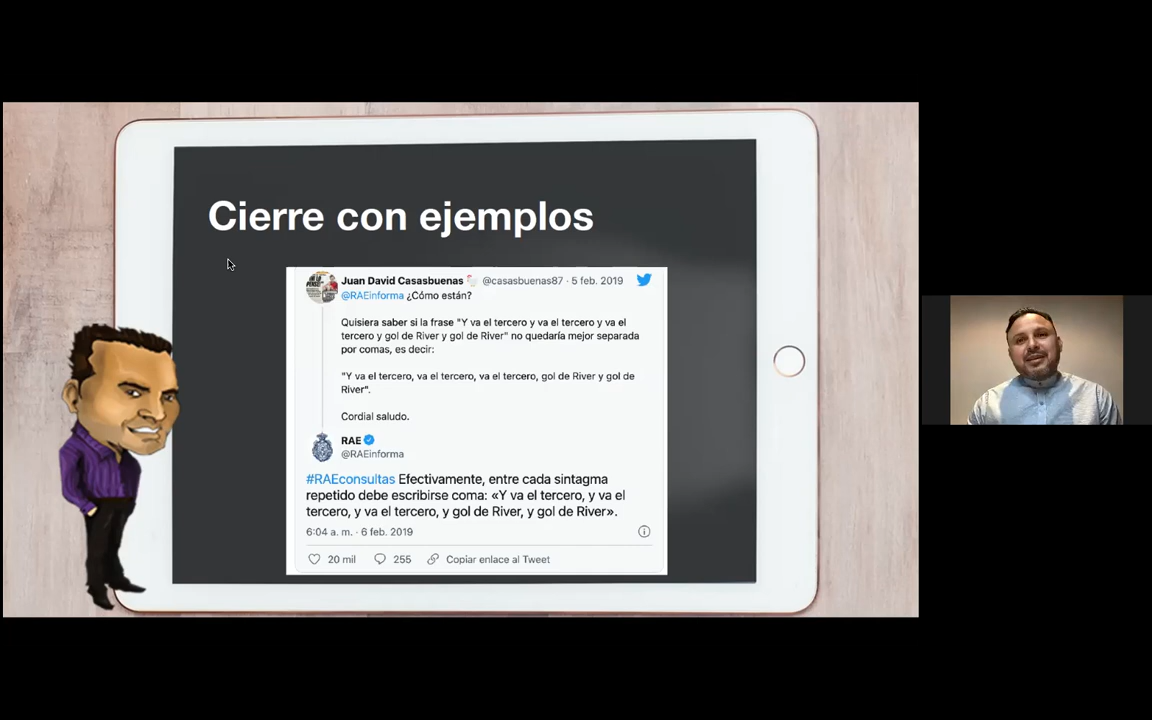 Cierre con ejemplos
Juan David Casasbuenas @casasbuenas87 · 5 feb. 2019
@RAEinforma ¿Cómo están?
Quisiera saber si la frase "Y va el tercero y va el tercero y va el
tercero y gol de River y gol de River" no quedaría mejor separada
por comas, es decir:
"Y va el tercero, va el tercero, va el tercero, gol de River y gol de
River".
Cordial saludo.
RAE
@RAEinforma
#RAEconsultas Efectivamente, entre cada sintagma
repetido debe escribirse coma: «Y va el tercero, y va el
tercero, y va el tercero, y gol de River, y gol de River».
6:04 a. m. · 6 feb. 2019
20 mil 255 Copiar enlace al Tweet